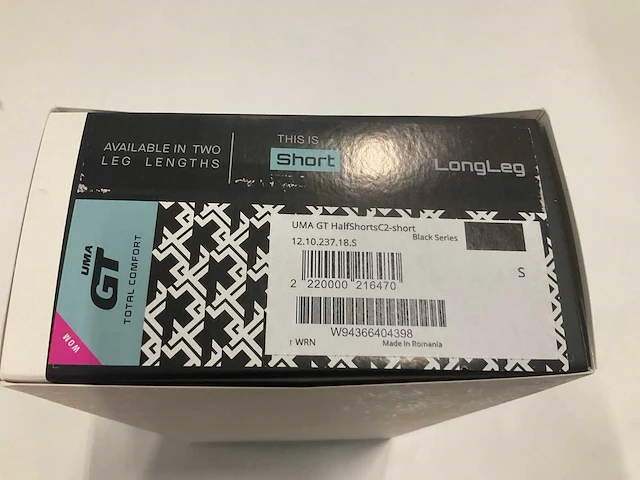 AVAILABLE IN TWO
LEG LENGTHS
THIS IS
Short
LongLeg
UMA
GT
TOTAL COMFORT
WOM
UMA GT HalfShortsC2-short
Black Series
12.10.237.18.S
S
2 220000 216470
W94366404398
WRN
Made In Romania